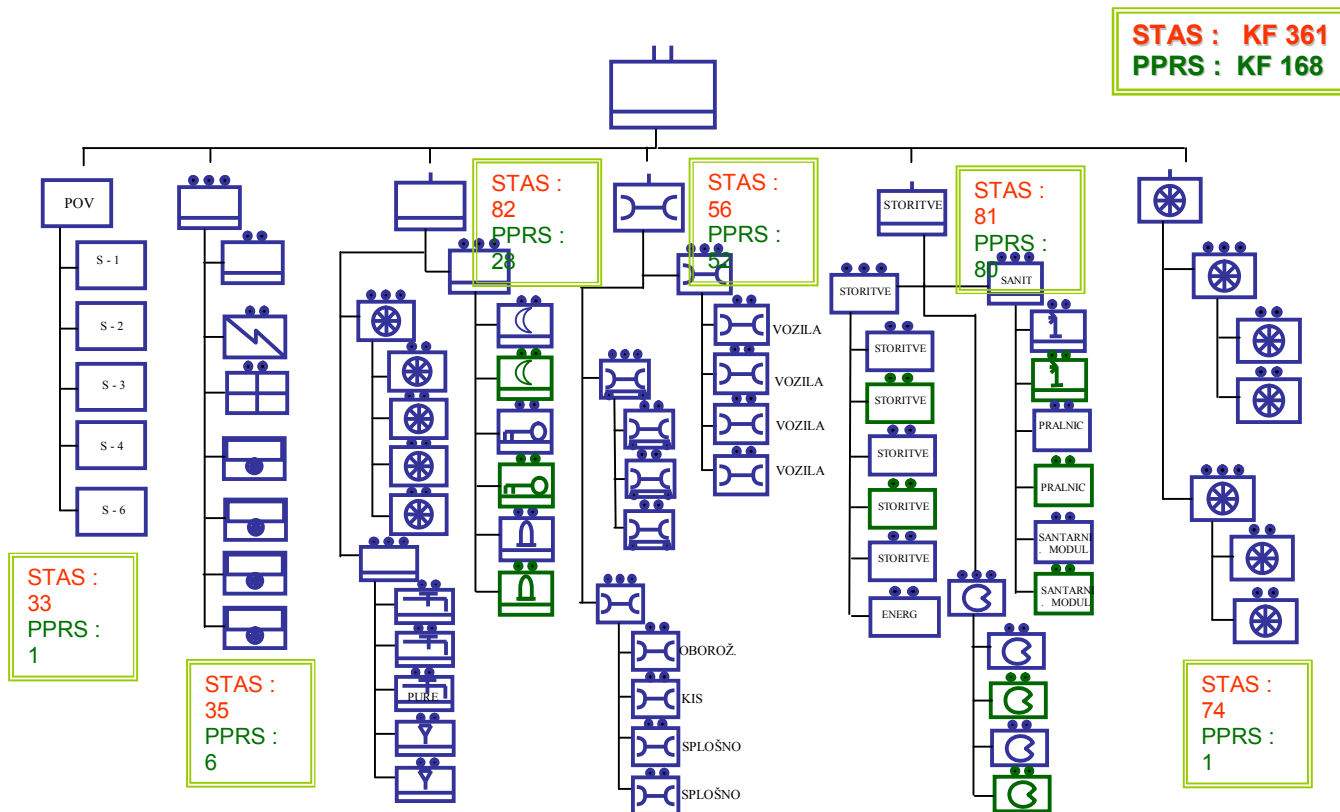 STAS : KF 361
PPRS : KF 168
POV
S - 1
S - 2
S - 3
S - 4
S - 6
STAS :
33
PPRS :
1
STAS :
35
PPRS :
6
STAS :
82
PPRS :
28
PURE
STAS :
56
PPRS :
52
VOZILA
VOZILA
VOZILA
VOZILA
OBOROŽ.
KIS
SPLOŠNO
SPLOŠNO
STORITVE
STAS :
81
PPRS :
80
STORITVE
SANIT
STORITVE
STORITVE
STORITVE
STORITVE
STORITVE
ENERG
PRALNIC
PRALNIC
SANTARNI
. MODUL
SANTARNI
. MODUL
STAS :
74
PPRS :
1